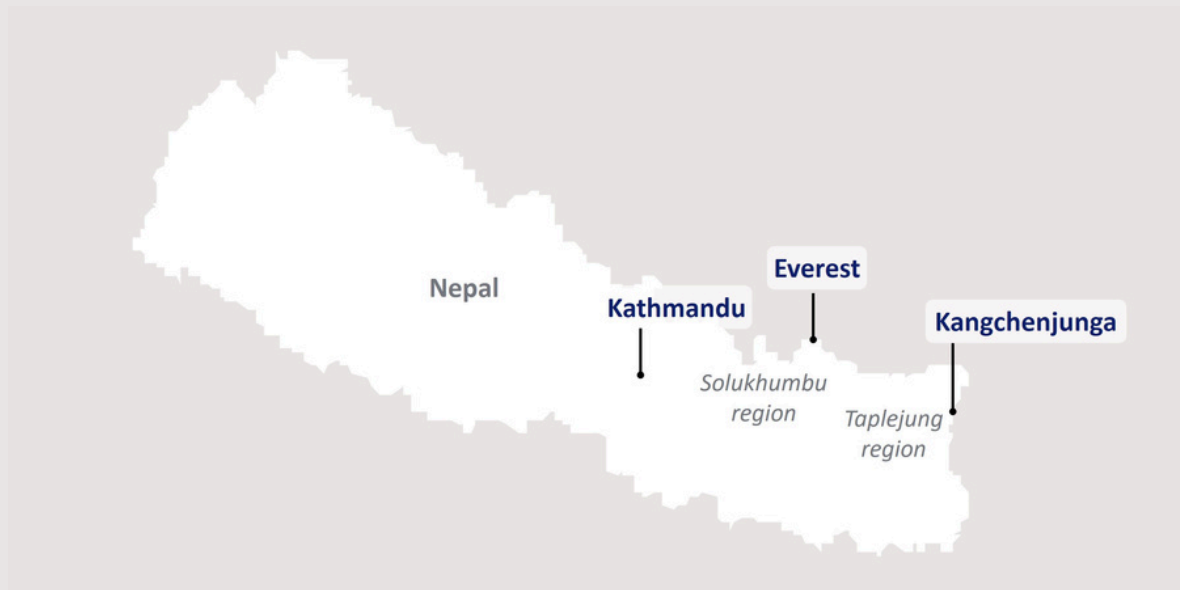 Nepal
Kathmandu
Everest
Kangchenjunga
Solukhumbu
region
Taplejung
region